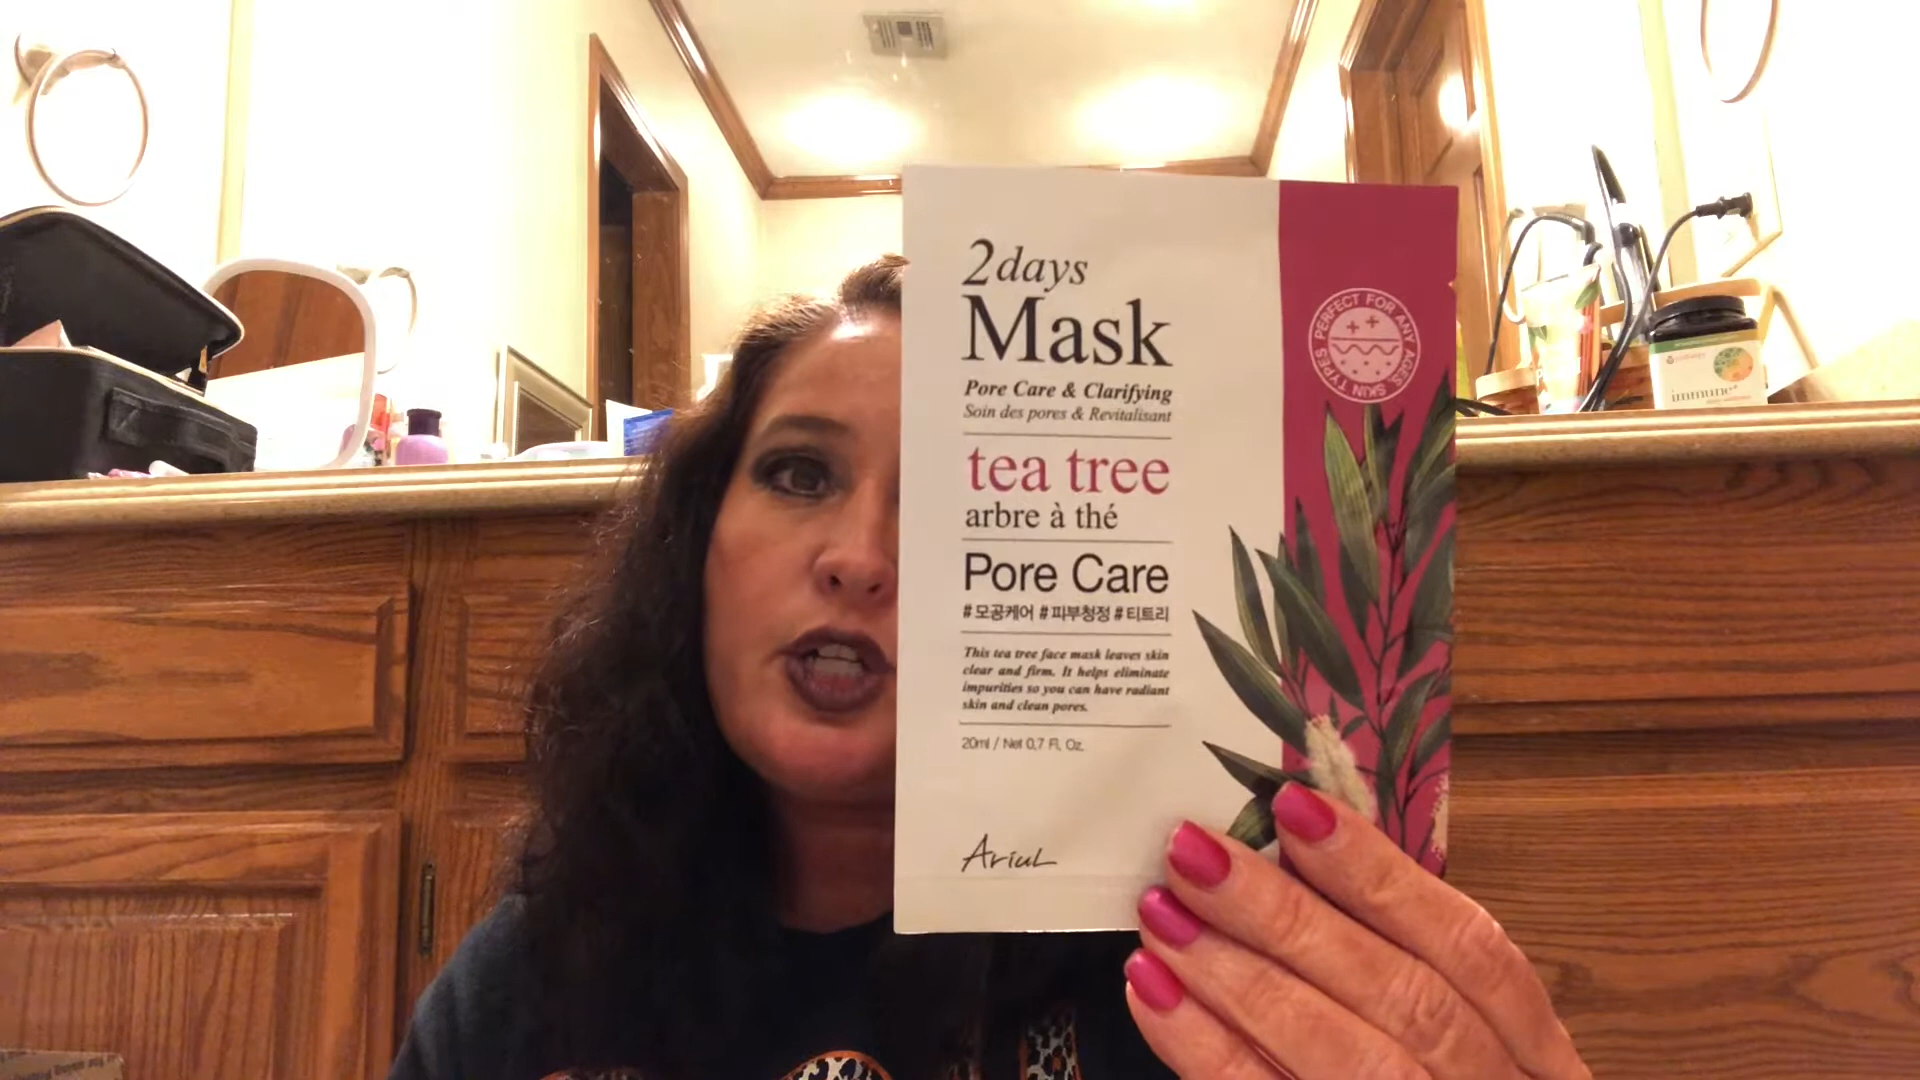 2days
Mask
Pore Care & Clarifying
Soin des pores & Revitalisant
tea tree
arbre à thé
Pore Care
#모공케어 #피부청정 #티트리
This tea tree face mask leaves skin
clear and firm. It helps eliminate
impurities so you can have radiant
skin and clean pores.
20ml / Net 0.7 Fl, Oz.
Ariul
PERFECT FOR ANY AGES SKIN TYPES
immune+